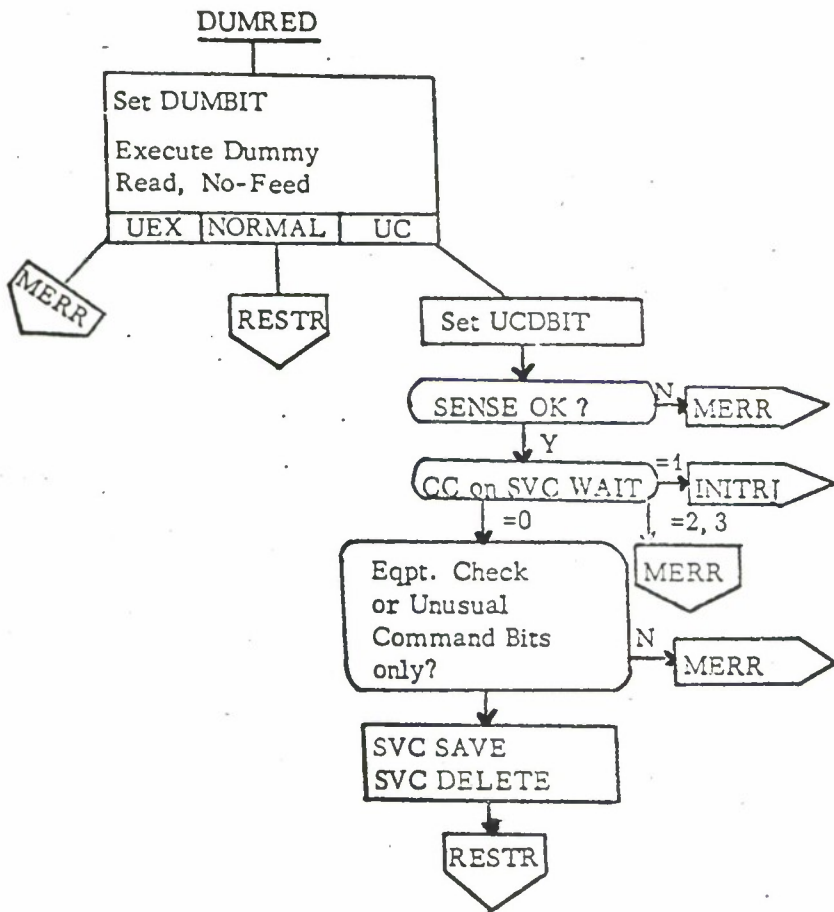 DUMRED
Set DUMBIT
Execute Dummy
Read, No-Feed
UEX NORMAL UC
MERR
RESTR
Set UCDBIT
SENSE OK ?
N
MERR
Y
CC on SVC WAIT
=1
INITRI
=0
=2, 3
MERR
Eqpt. Check
or Unusual
Command Bits
only?
N
MERR
SVC SAVE
SVC DELETE
RESTR